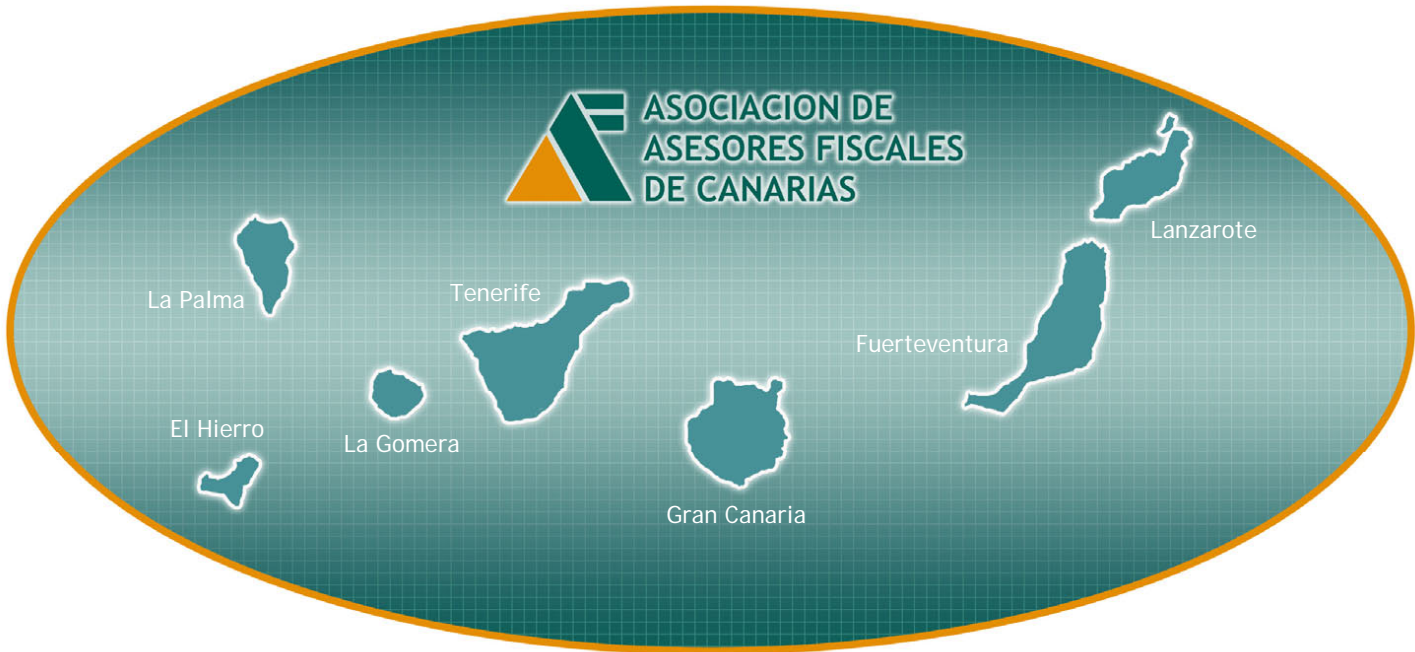 ASOCIACION DE
ASESORES FISCALES
DE CANARIAS
Lanzarote
La Palma
Tenerife
Fuerteventura
El Hierro
La Gomera
Gran Canaria